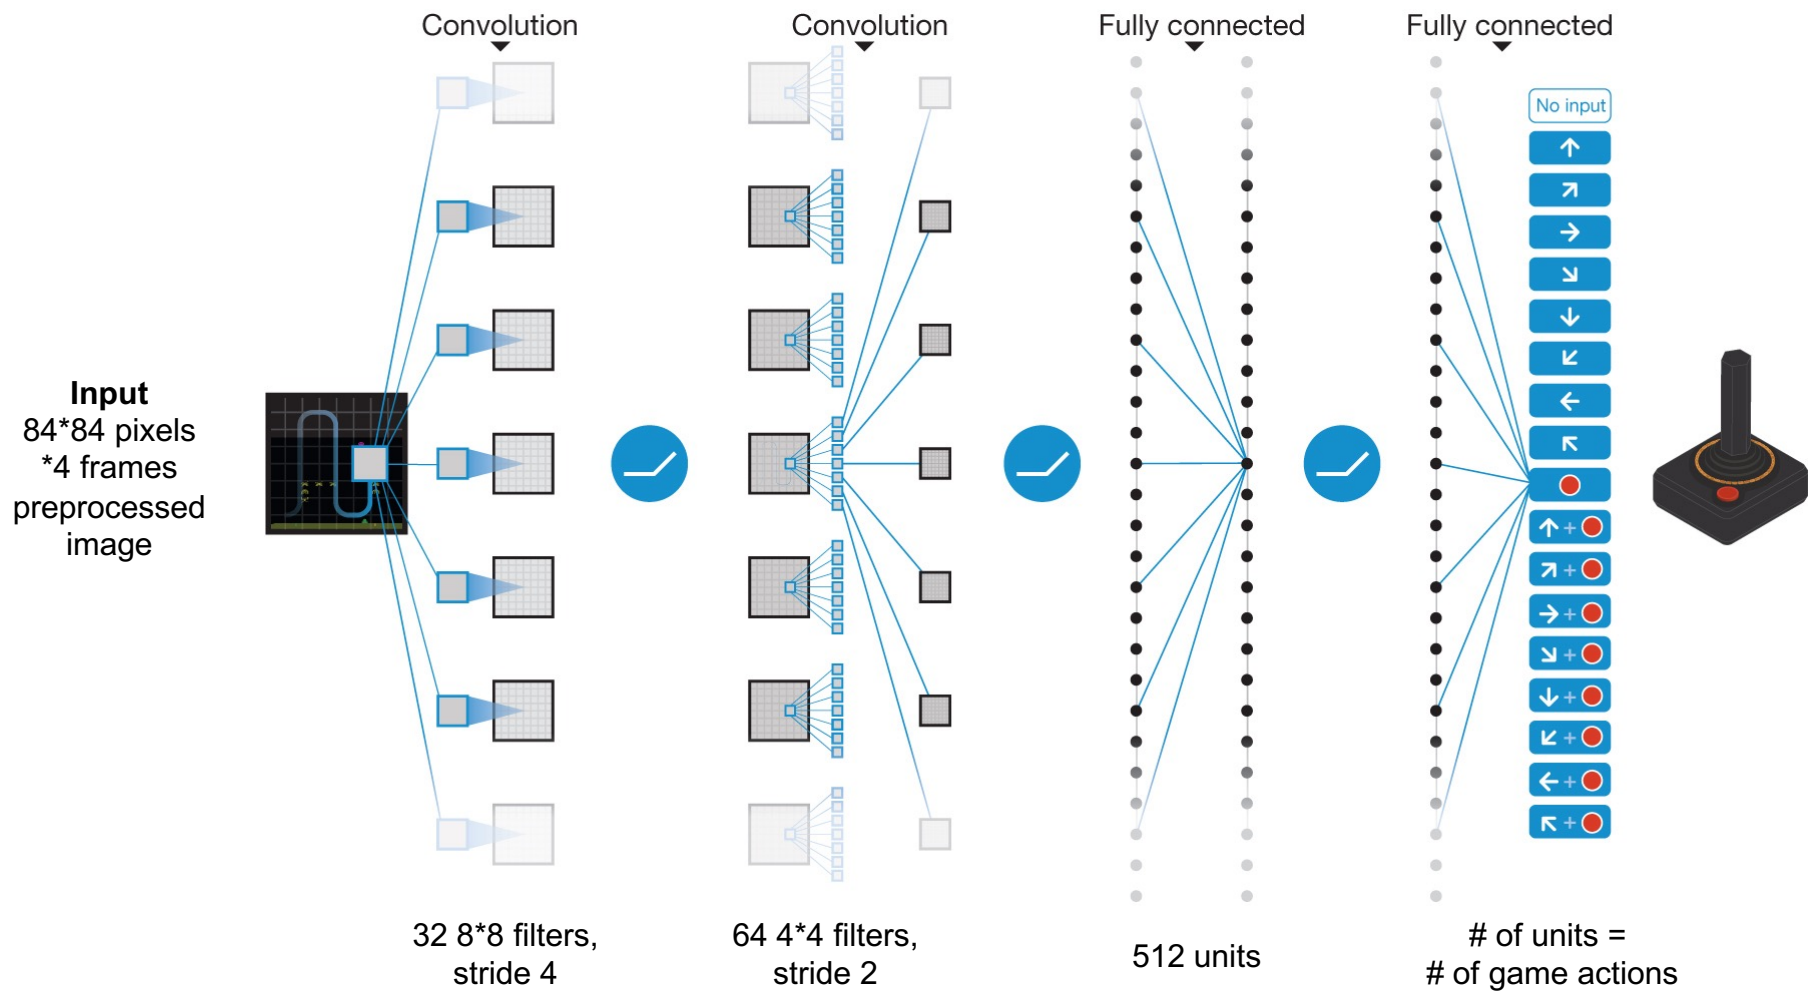 Convolution
Convolution
Fully connected
Fully connected
No input
Input
84*84 pixels
*4 frames
preprocessed
image
+
+
+
+
+
+
+
+
32 8*8 filters,
stride 4
64 4*4 filters,
stride 2
512 units
# of units =
# of game actions